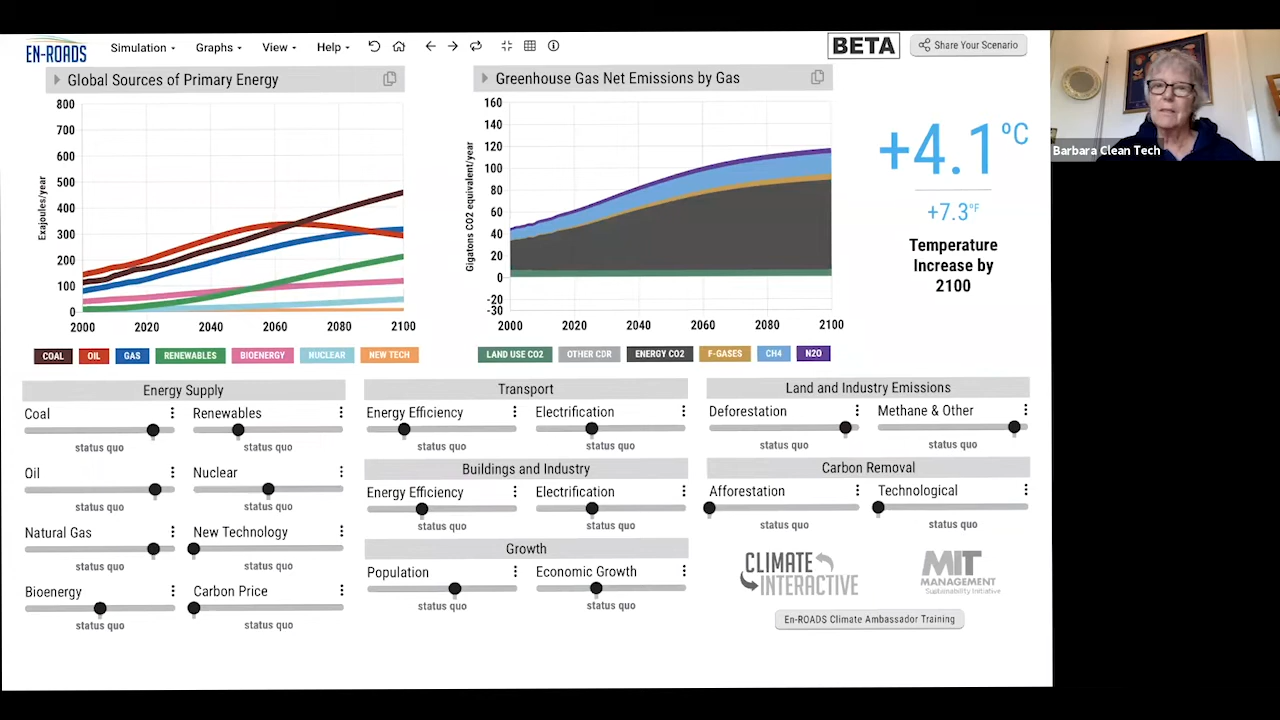 EN-ROADS
Simulation
Graphs
View
Help
BETA
Share Your Scenario
Global Sources of Primary Energy
Exajoules/year
800
700
600
500
400
300
200
100
0
2000 2020 2040 2060 2080 2100
COAL OIL GAS RENEWABLES BIOENERGY NUCLEAR NEW TECH
Greenhouse Gas Net Emissions by Gas
Gigatons CO2 equivalent/year
160
140
120
100
80
60
40
20
0
-20
-30
2000 2020 2040 2060 2080 2100
LAND USE CO2 OTHER CDR ENERGY CO2 F-GASES CH4 N2O
+4.1 ºC
+7.3°F
Temperature
Increase by
2100
Barbara Clean Tech
Energy Supply
Coal
status quo
Renewables
status quo
Oil
status quo
Nuclear
status quo
Natural Gas
status quo
New Technology
status quo
Bioenergy
status quo
Carbon Price
status quo
Transport
Energy Efficiency
status quo
Electrification
status quo
Buildings and Industry
Energy Efficiency
status quo
Electrification
status quo
Growth
Population
status quo
Economic Growth
status quo
Land and Industry Emissions
Deforestation
status quo
Methane & Other
status quo
Carbon Removal
Afforestation
status quo
Technological
status quo
CLIMATE
INTERACTIVE
MIT
MANAGEMENT
Sustainability Initiative
En-ROADS Climate Ambassador Training